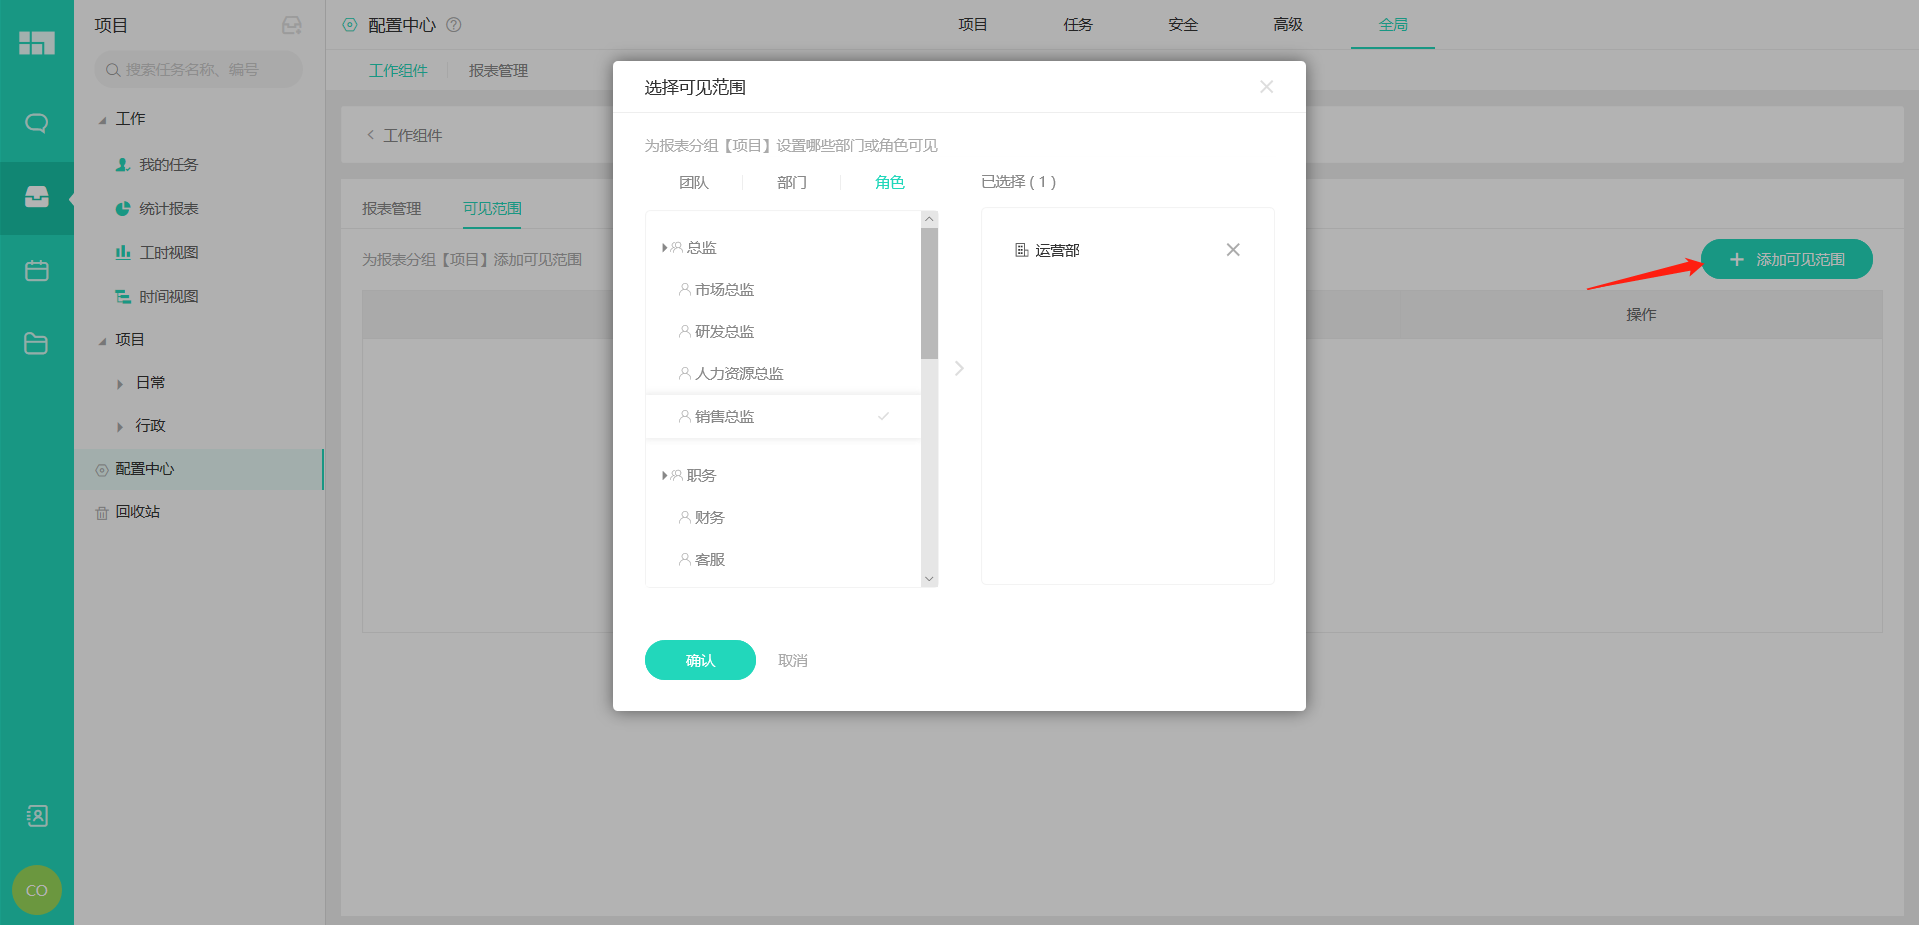 项目
搜索任务名称、编号
工作
我的任务
统计报表
工时视图
时间视图
项目
日常
行政
配置中心
回收站
CO
配置中心
项目
任务
安全
高级
全局
工作组件
报表管理
工作组件
报表管理
可见范围
为报表分组【项目】添加可见范围
添加可见范围
操作
选择可见范围
为报表分组【项目】设置哪些部门或角色可见
团队
部门
角色
已选择 ( 1 )
总监
市场总监
研发总监
人力资源总监
销售总监
职务
财务
客服
运营部
确认
取消